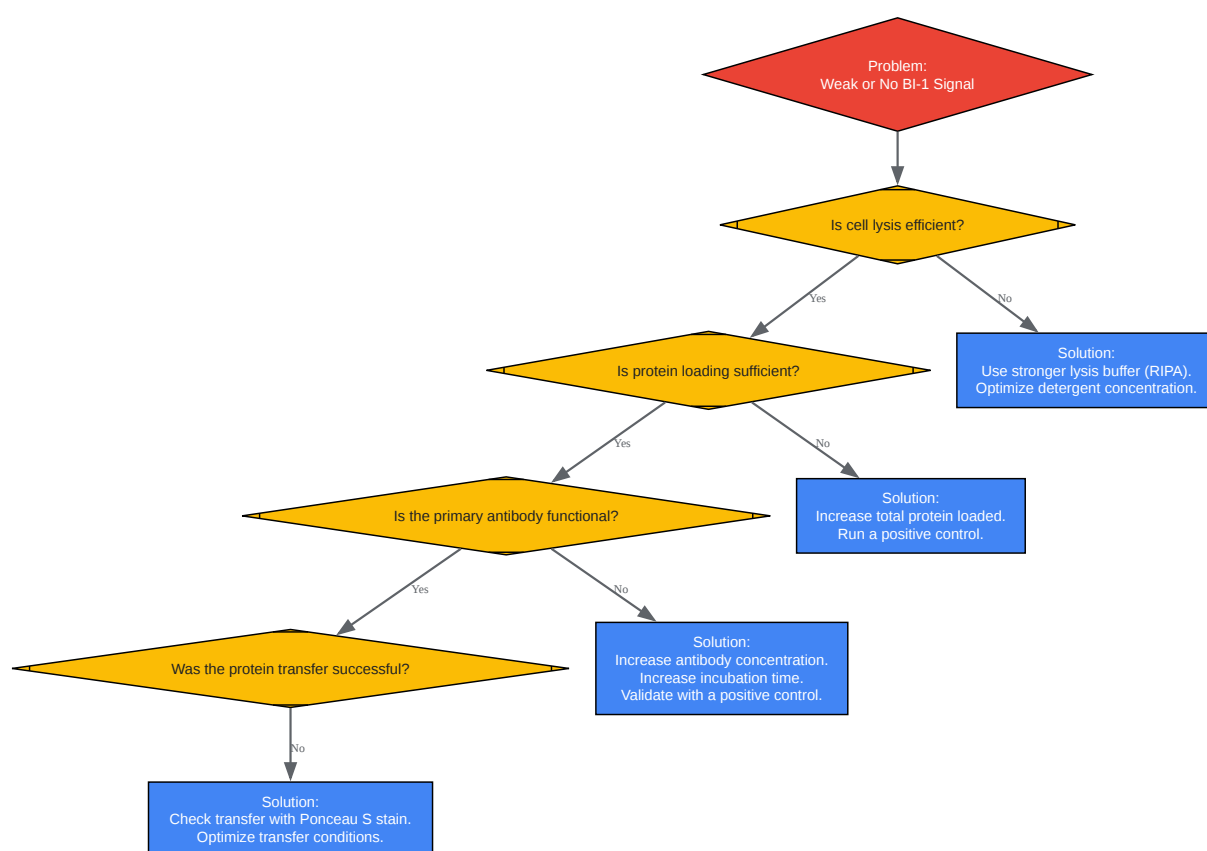 Problem:
Weak or No BI-1 Signal
Is cell lysis efficient?
Yes
No
Solution:
Use stronger lysis buffer (RIPA).
Optimize detergent concentration.
Is protein loading sufficient?
Yes
No
Solution:
Increase total protein loaded.
Run a positive control.
Is the primary antibody functional?
Yes
No
Solution:
Increase antibody concentration.
Increase incubation time.
Validate with a positive control.
Was the protein transfer successful?
No
Solution:
Check transfer with Ponceau S stain.
Optimize transfer conditions.